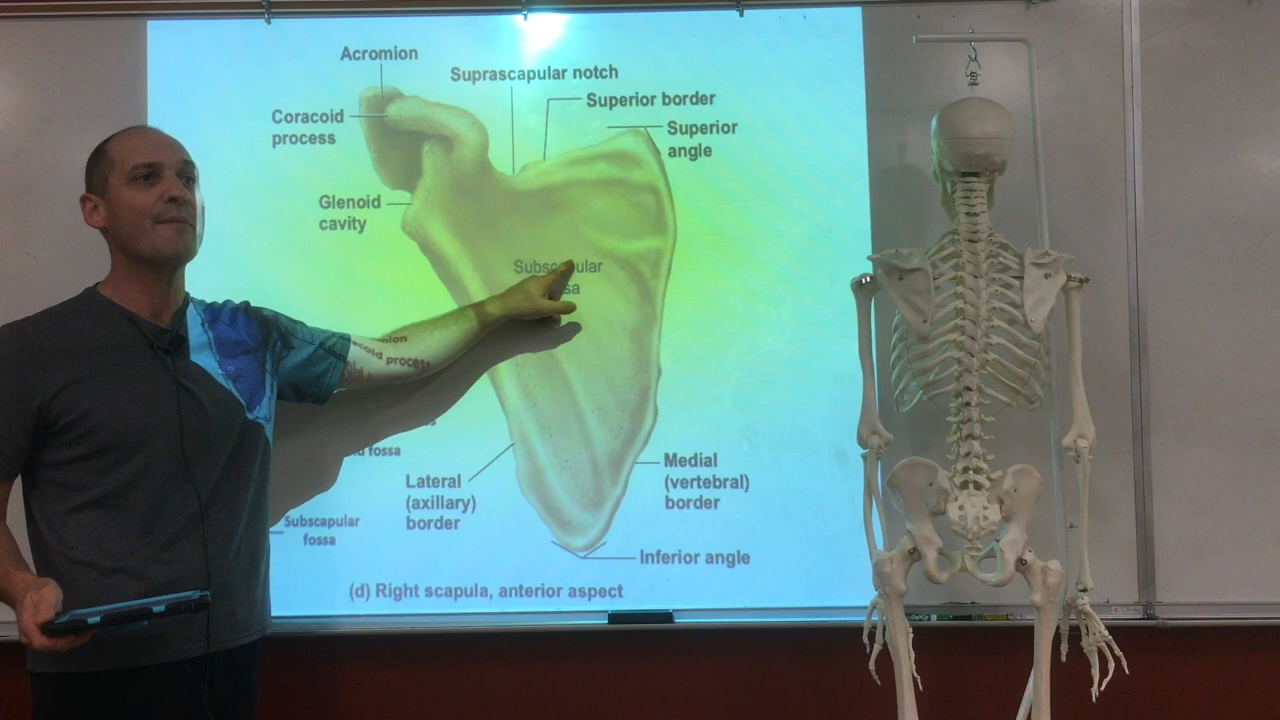 Acromion
Suprascapular notch
Coracoid
process
Superior border
Superior
angle
Glenoid
cavity
process
fossa
Lateral
(axillary)
border
Medial
(vertebral)
border
Subscapular
fossa
Inferior angle
(d) Right scapula, anterior aspect